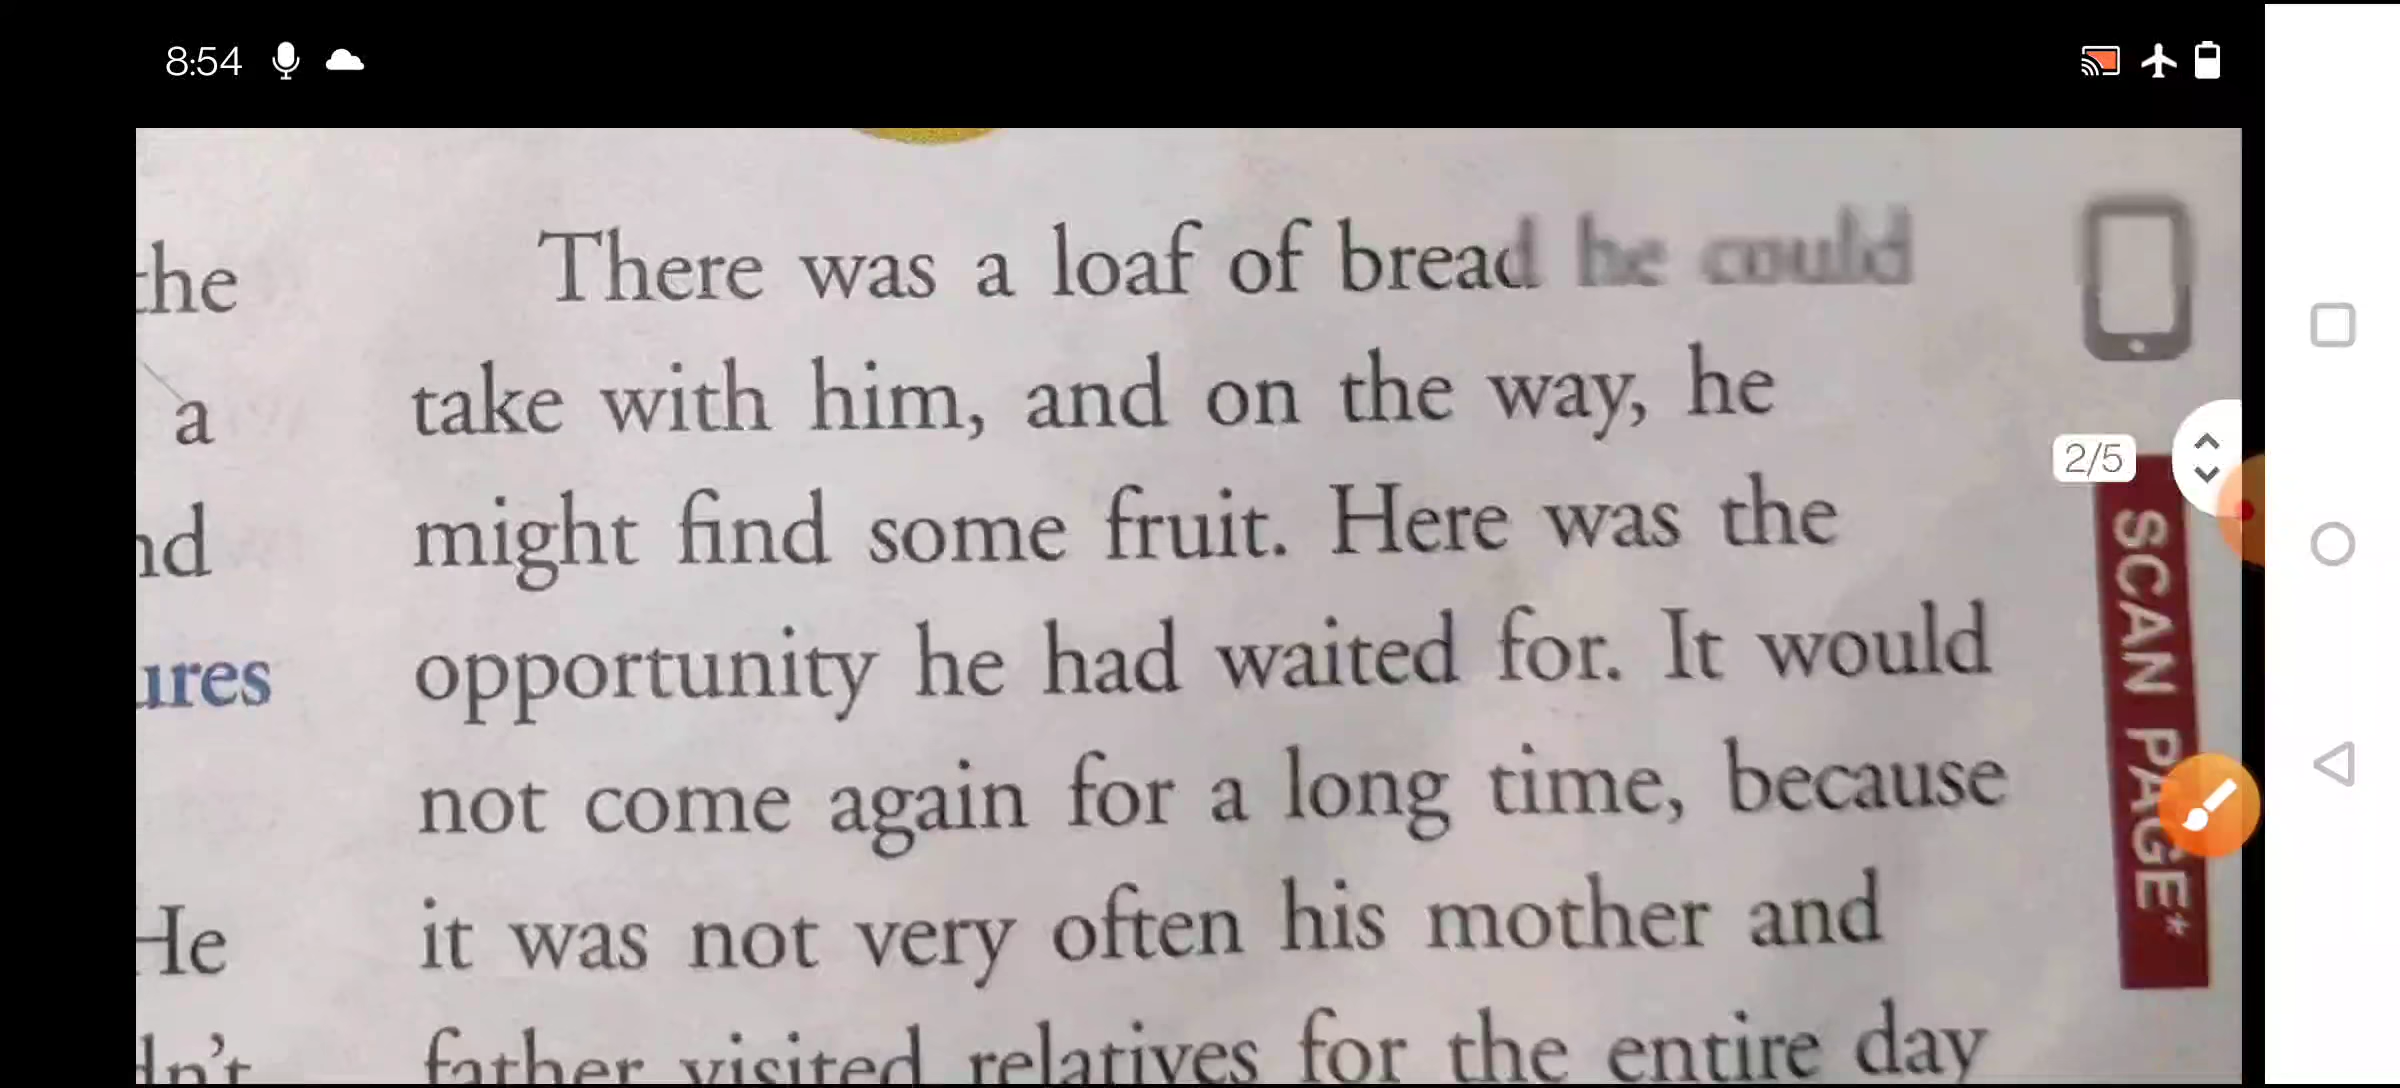 8:54
the
a
nd
ures
He
dn't
There was a loaf of bread he could
take with him, and on the way, he
might find some fruit. Here was the
opportunity he had waited for. It would
not come again for a long time, because
it was not very often his mother and
father visited relatives for the entire day
2/5
SCAN PAGE*